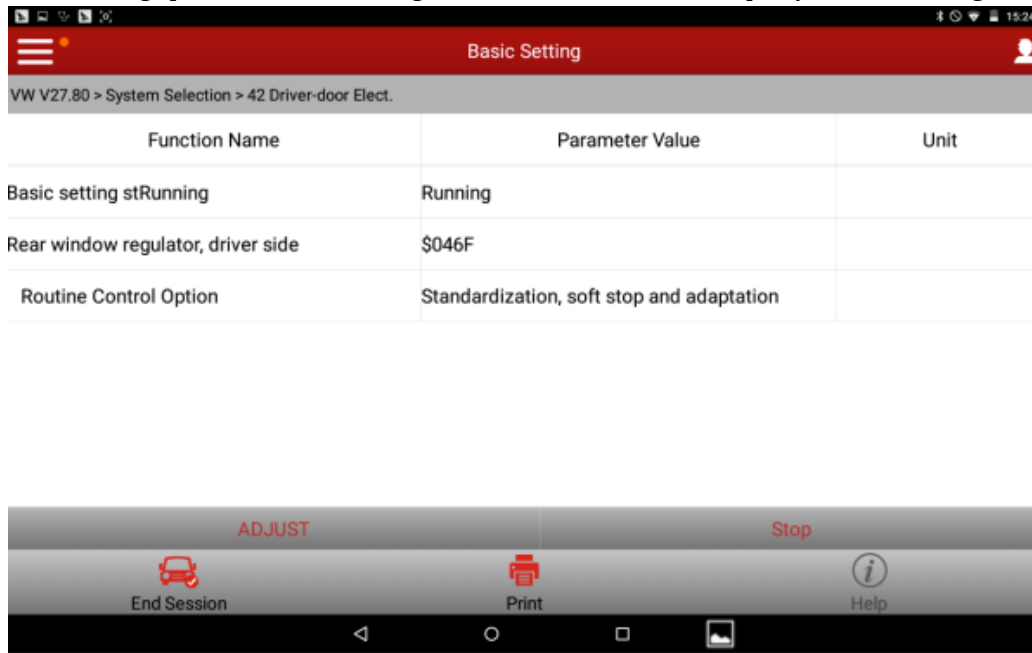 15:24
Basic Setting
VW V27.80 > System Selection > 42 Driver-door Elect.
Function Name Parameter Value Unit
Basic setting stRunning Running
Rear window regulator, driver side $046F
Routine Control Option Standardization, soft stop and adaptation
ADJUST Stop
End Session Print Help